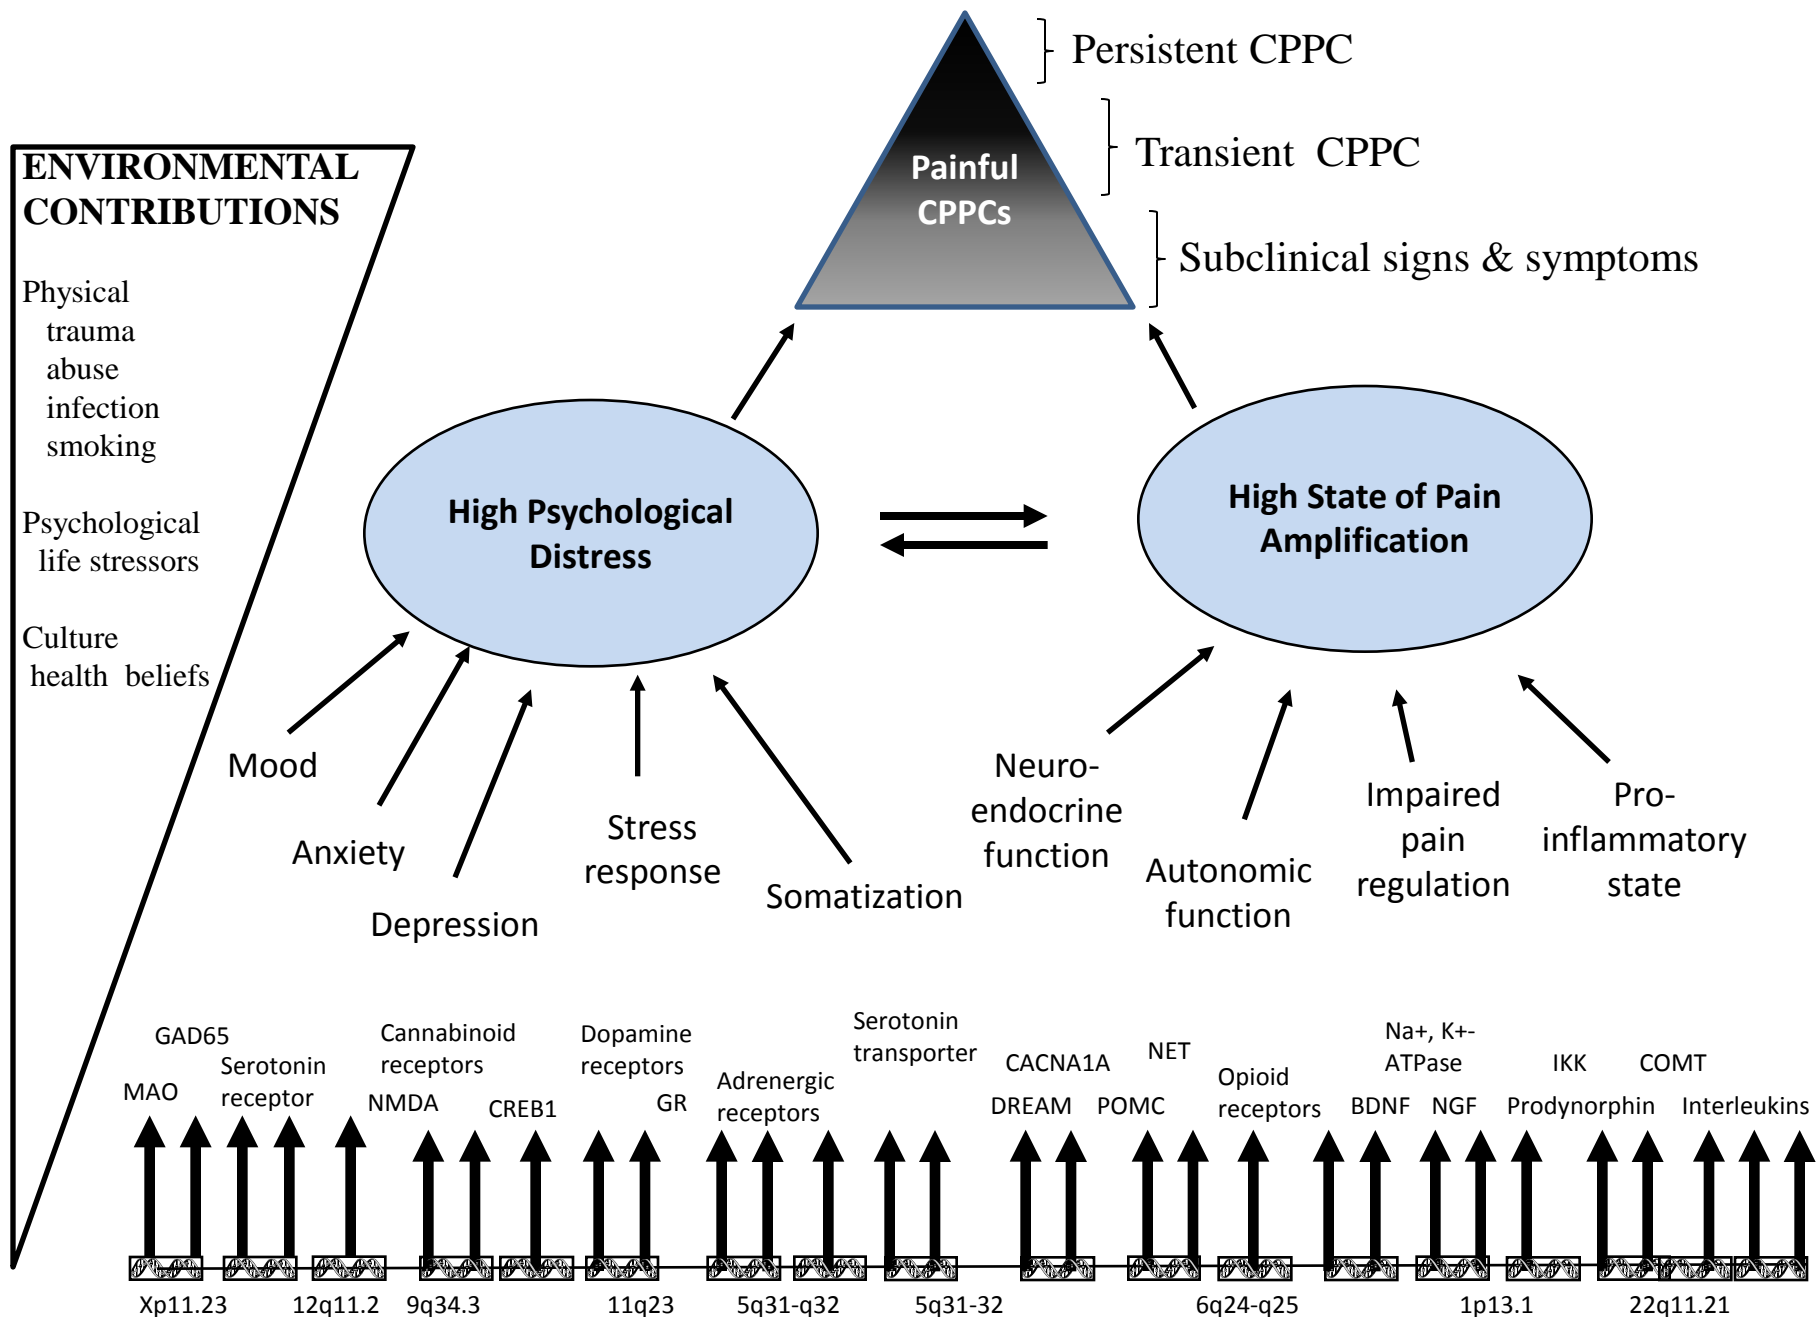 Persistent CPPC
Transient CPPC
Subclinical signs & symptoms
Painful
CPPCs
ENVIRONMENTAL
CONTRIBUTIONS
Physical
trauma
abuse
infection
smoking
Psychological
life stressors
Culture
health beliefs
High Psychological
Distress
High State of Pain
Amplification
Mood
Anxiety
Depression
Stress
response
Somatization
Neuro-
endocrine
function
Autonomic
function
Impaired
pain
regulation
Pro-
inflammatory
state
MAO
GAD65
Serotonin
receptor
NMDA
Cannabinoid
receptors
CREB1
Dopamine
receptors
GR
Adrenergic
receptors
Serotonin
transporter
CACNA1A
DREAM
POMC
NET
Opioid
receptors
Na+, K+-
ATPase
BDNF
NGF
IKK
Prodynorphin
COMT
Interleukins
Xp11.23
12q11.2
9q34.3
11q23
5q31-q32
5q31-32
6q24-q25
1p13.1
22q11.21